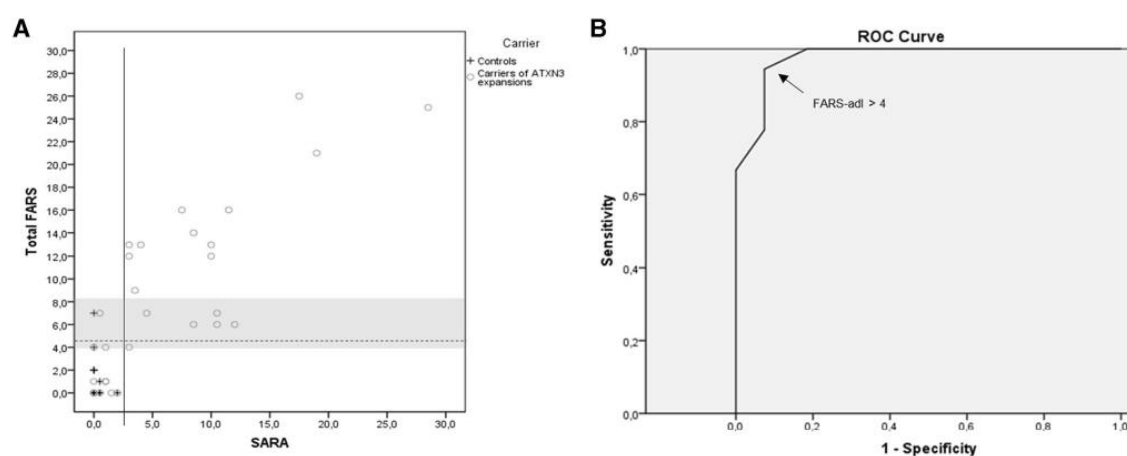 A
Total FARS
30,0
28,0
26,0
24,0
22,0
20,0
18,0
16,0
14,0
12,0
10,0
8,0
6,0
4,0
2,0
0,0
0,0 5,0 10,0 15,0 20,0 25,0 30,0
SARA
Carrier
Controls
Carriers of ATXN3
expansions
B
ROC Curve
Sensitivity
1,0
0,8
0,6
0,4
0,2
0,0
FARS-adl > 4
0,0 0,2 0,4 0,6 0,8 1,0
1 - Specificity